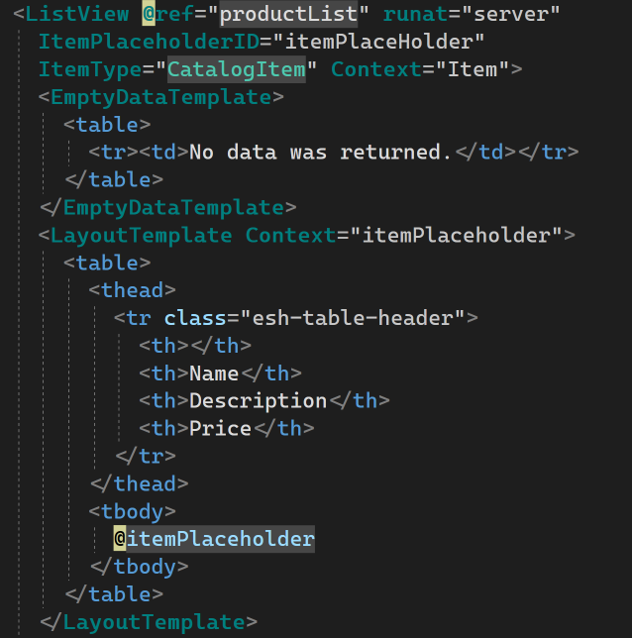 <ListView @ref="productList" runat="server"
ItemPlaceholderID="itemPlaceHolder"
ItemType="CatalogItem" Context="Item">
<EmptyDataTemplate>
<table>
<tr><td>No data was returned.</td></tr>
</table>
</EmptyDataTemplate>
<LayoutTemplate Context="itemPlaceholder">
<table>
<thead>
<tr class="esh-table-header">
<th></th>
<th>Name</th>
<th>Description</th>
<th>Price</th>
</tr>
</thead>
<tbody>
@itemPlaceholder
</tbody>
</table>
</LayoutTemplate>